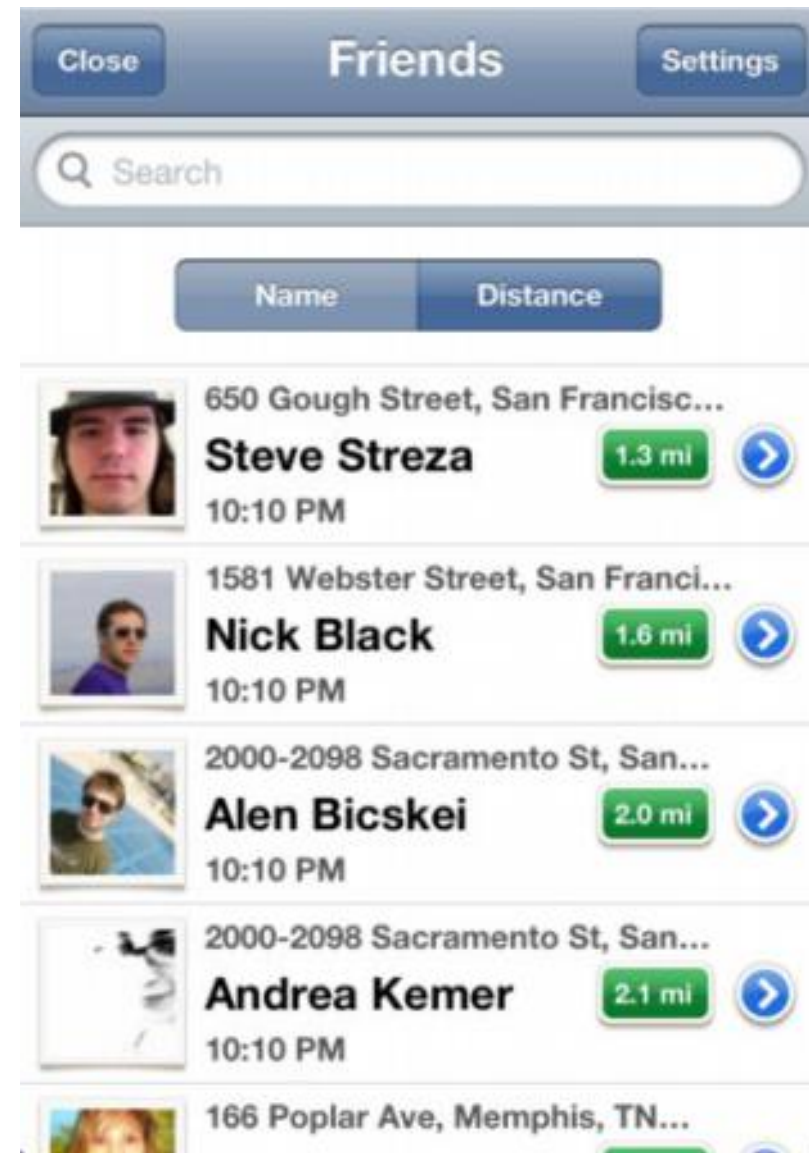 Close Friends Settings
Search
Name Distance
650 Gough Street, San Francisc...
Steve Streza 1.3 mi
10:10 PM
1581 Webster Street, San Franci...
Nick Black 1.6 mi
10:10 PM
2000-2098 Sacramento St, San...
Alen Bicskei 2.0 mi
10:10 PM
2000-2098 Sacramento St, San...
Andrea Kemer 2.1 mi
10:10 PM
166 Poplar Ave, Memphis, TN...